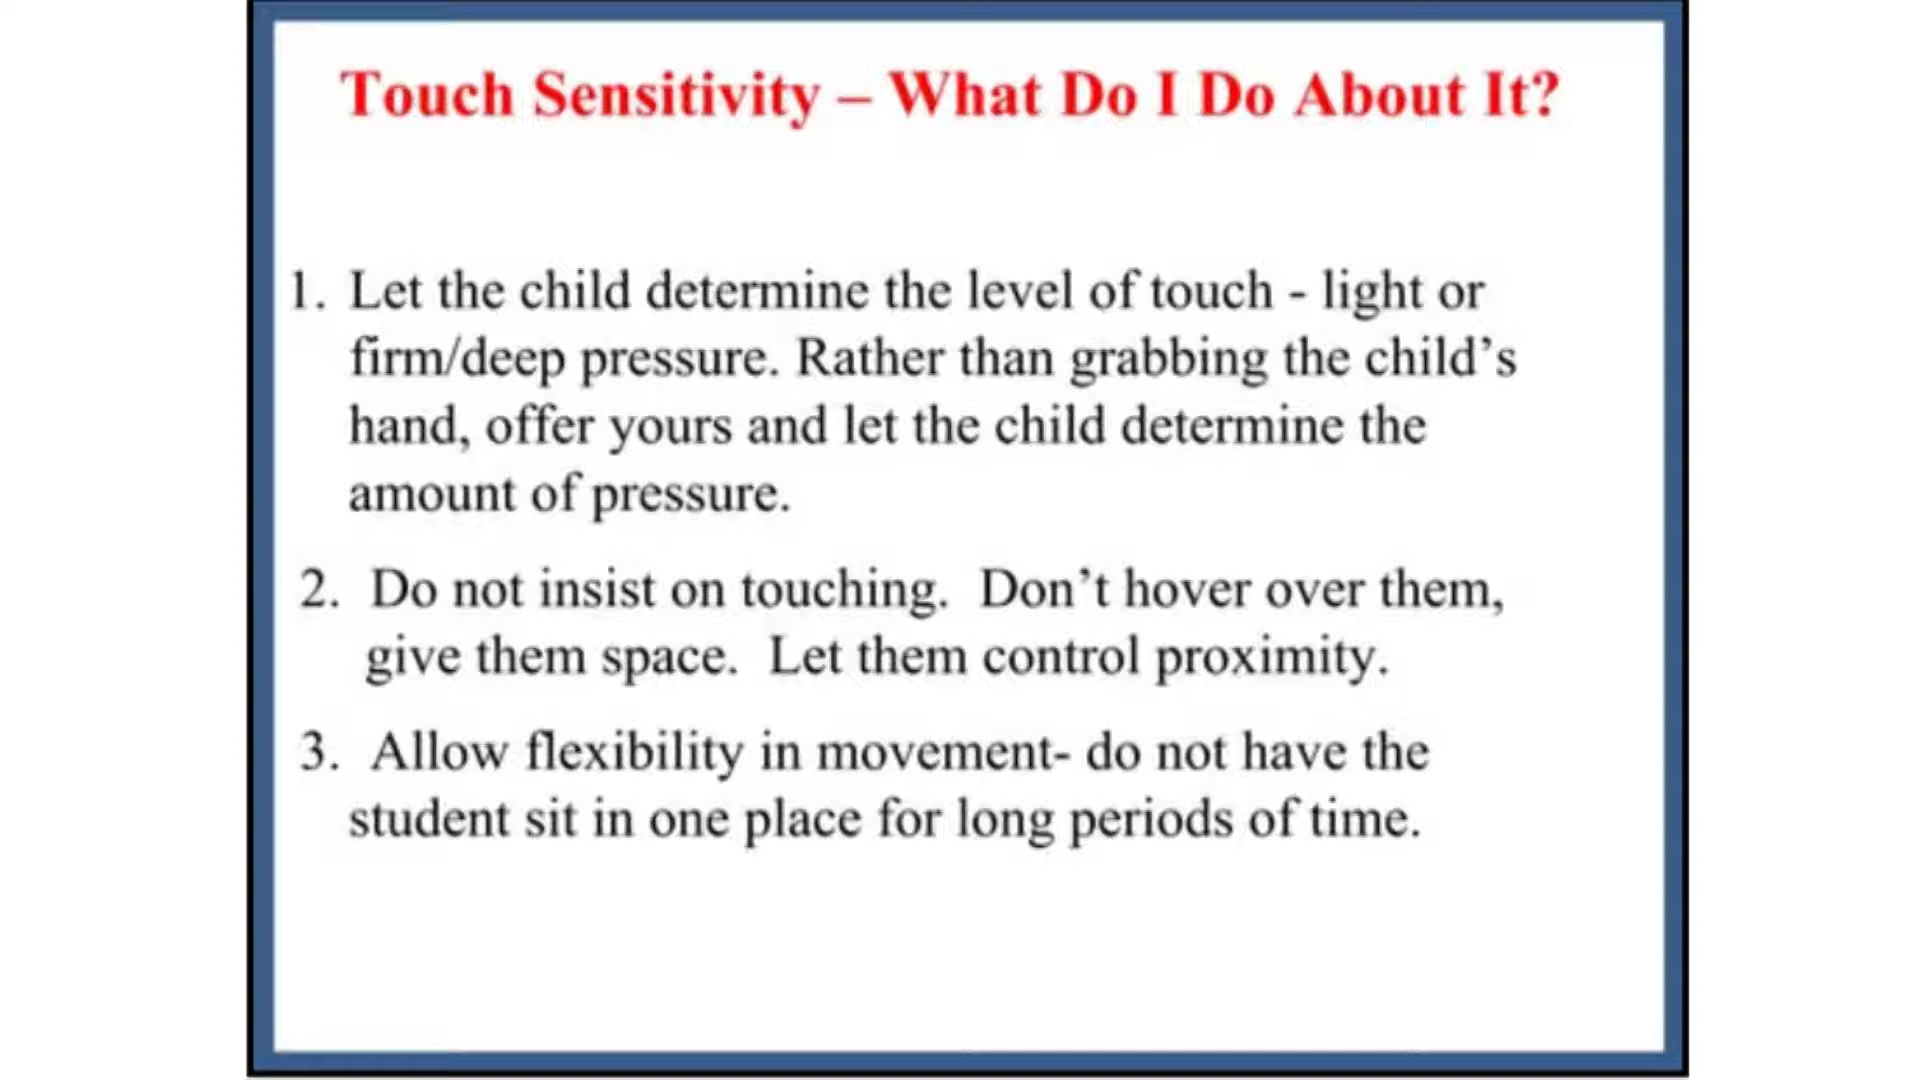 Touch Sensitivity – What Do I Do About It?
1. Let the child determine the level of touch - light or
firm/deep pressure. Rather than grabbing the child’s
hand, offer yours and let the child determine the
amount of pressure.
2. Do not insist on touching. Don’t hover over them,
give them space. Let them control proximity.
3. Allow flexibility in movement- do not have the
student sit in one place for long periods of time.